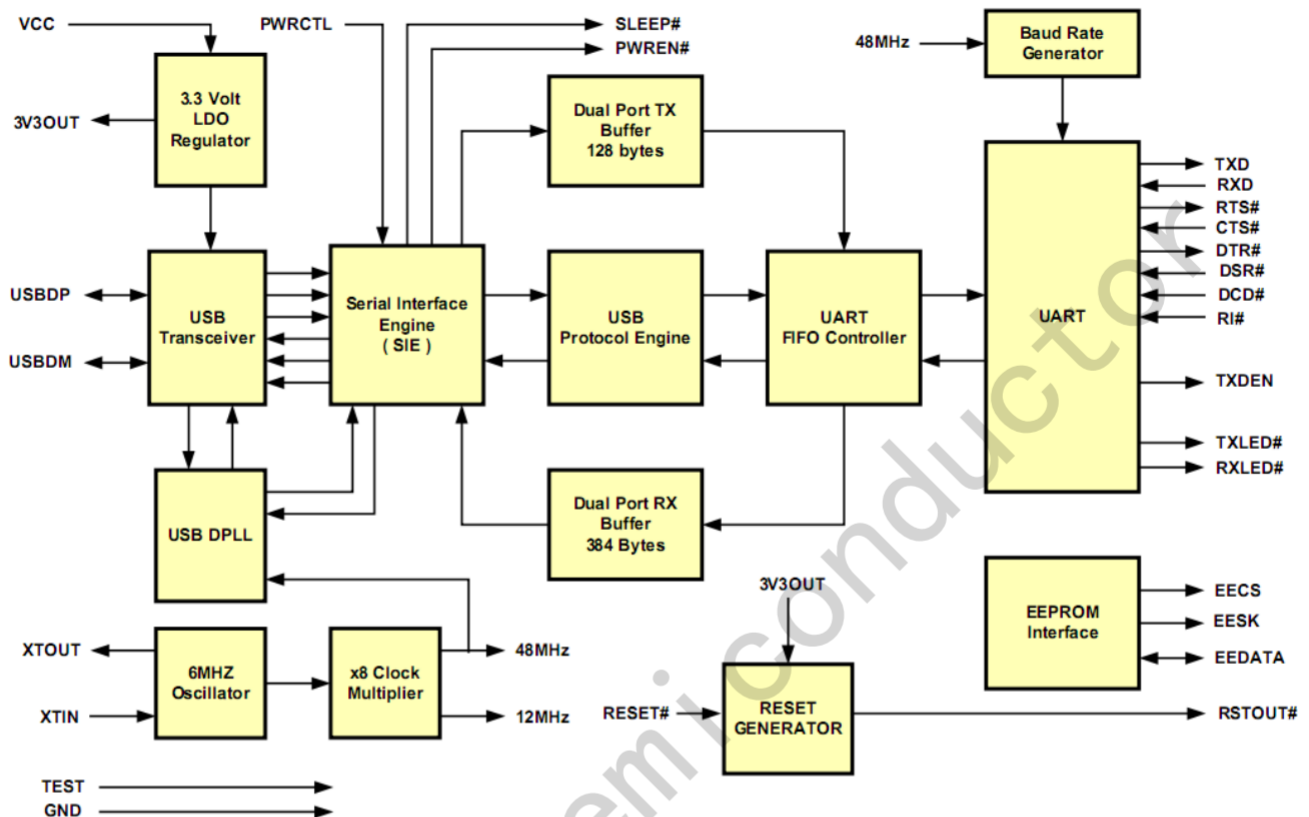 VCC
PWRCTL
SLEEP#
PWREN#
48MHz
Baud Rate
Generator
3.3 Volt
LDO
Regulator
3V3OUT
Dual Port TX
Buffer
128 bytes
TXD
RXD
RTS#
CTS#
DTR#
DSR#
DCD#
RI#
TXDEN
TXLED#
RXLED#
USBDP
USBDM
USB
Transceiver
Serial Interface
Engine
( SIE )
USB
Protocol Engine
UART
FIFO Controller
UART
USB DPLL
Dual Port RX
Buffer
384 Bytes
3V3OUT
EEPROM
Interface
EECS
EESK
EEDATA
XTOUT
XTIN
6MHZ
Oscillator
x8 Clock
Multiplier
48MHz
12MHz
RESET#
RESET
GENERATOR
RSTOUT#
TEST
GND
emiconductor